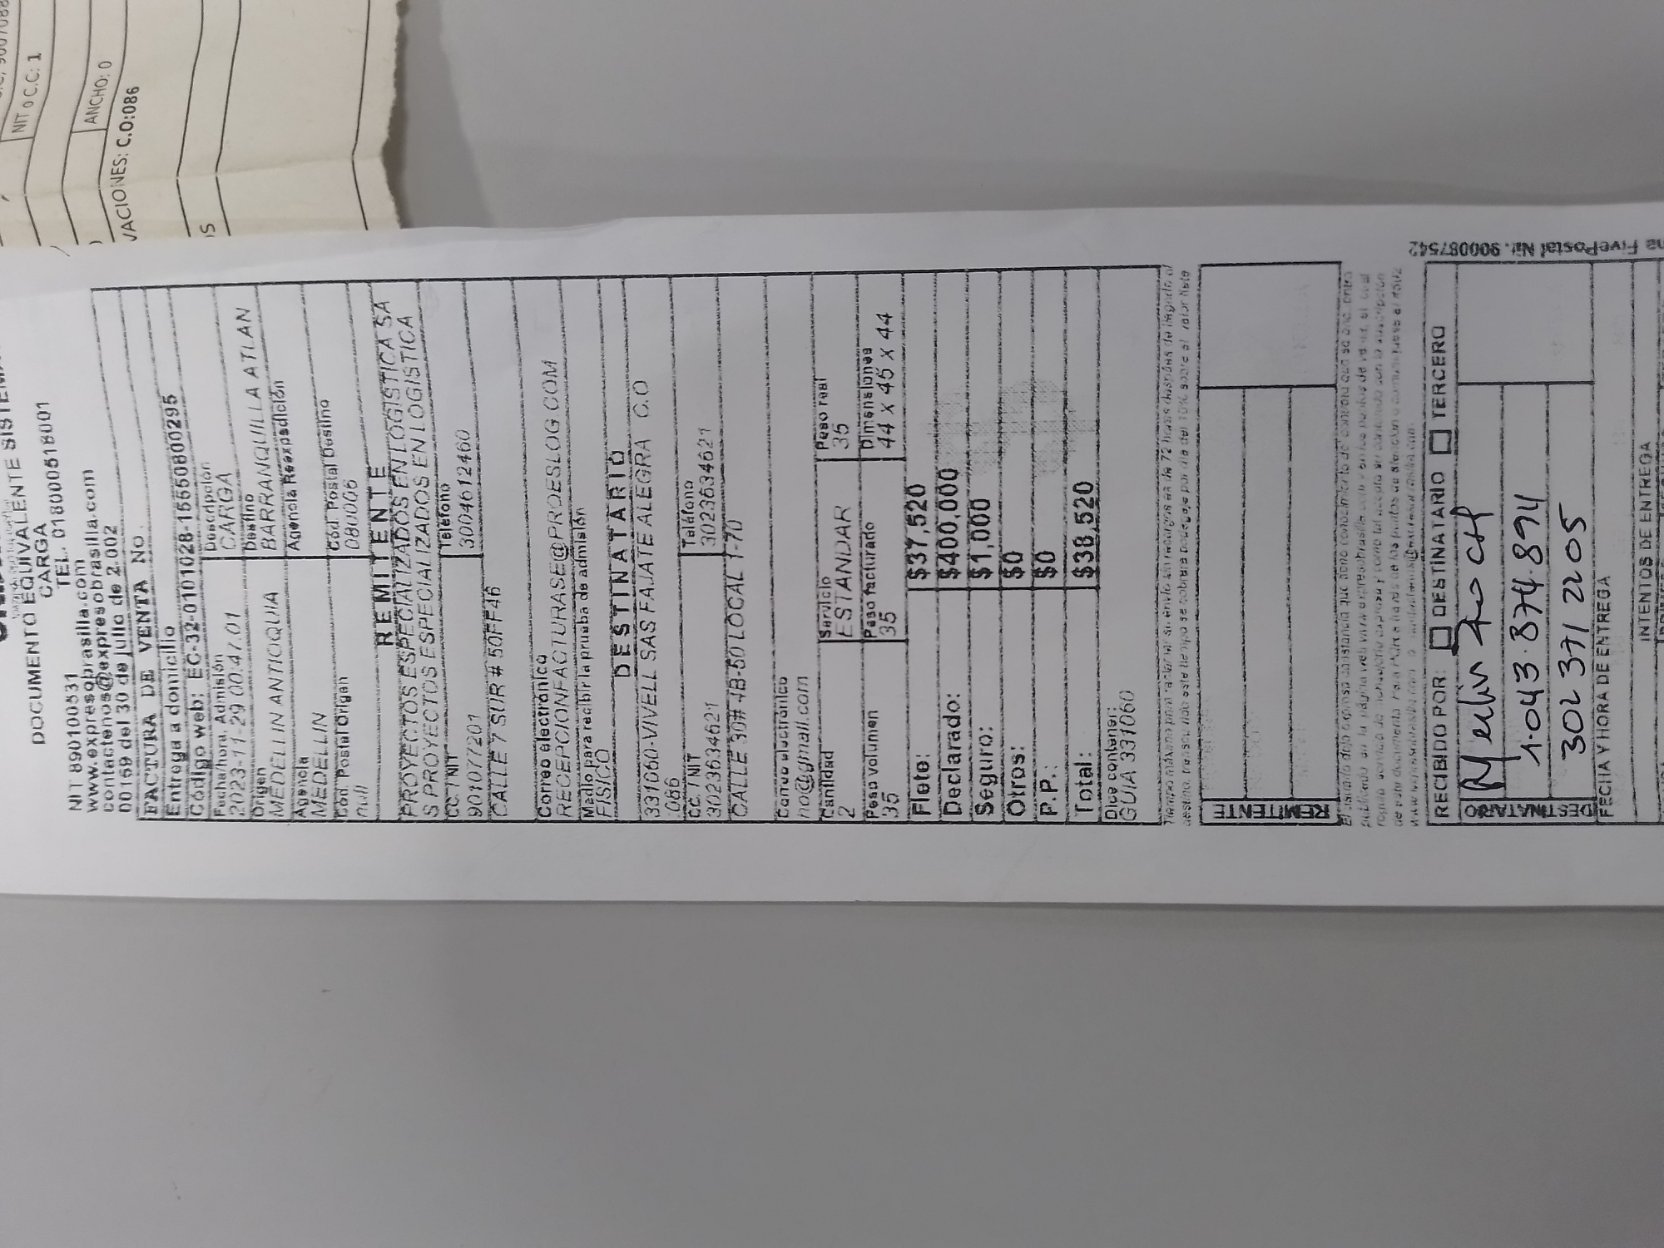 NIT o C.C: 1
ANCHO: 0
VACIONES: C.O:086
DOCUMENTO EQUIVALENTE
CARGA
TEL. 018000518001
NIT 890100531
www.expresobrasilia.com
contactenos@expresobrasilia.com
00159 del 30 de julio de 2.002
FACTURA DE VENTA No.
Entrega a domicilio
Código web: EC-32-0101028-15550800295
Fecha/hora. Admisión
Descripción
2023-11-29 00:47:01
CARGA
Origen
Destino
MEDELLIN ANTIOQUIA
BARRANQUILLA ATLAN
Agencia
Agencia Reexpedición
MEDELLIN
Cód. Postal Origen
Cód. Postal Destino
null
080006
REMITENTE
PROYECTOS ESPECIALIZADOS EN LOGISTICA SA
S PROYECTOS ESPECIALIZADOS EN LOGISTICA
Cc. NIT
Teléfono
901077201
3004612460
CALLE 7 SUR # 50FF46
Correo electrónico
RECEPCIONFACTURASE@PROESLOG.COM
Medio para recibir la prueba de admisión
FISICO
DESTINATARIO
331060-VIVELL SAS FAJATE ALEGRA C.O
:086
Cc. NIT
Teléfono
3023634621
3023634621
CALLE 30# 4B-50 LOCAL 1-70
Correo electrónico
no@gmail.com
Cantidad
Servicio
Peso real
2
ESTANDAR
35
Peso volumen
Peso facturado
Dimensiones
35
35
44 X 45 X 44
Flete:
$37,520
Declarado:
$400,000
Seguro:
$1,000
Otros:
$0
P.P.:
$0
Total:
$38,520
Dice contener:
GUIA 331060
REMITENTE
FivePostal Nit. 900087542
RECIBIDO POR: DESTINATARIO TERCERO
1.043.874.894
302 371 2205
DESTINATARIO
FECHA Y HORA DE ENTREGA
INTENTOS DE ENTREGA